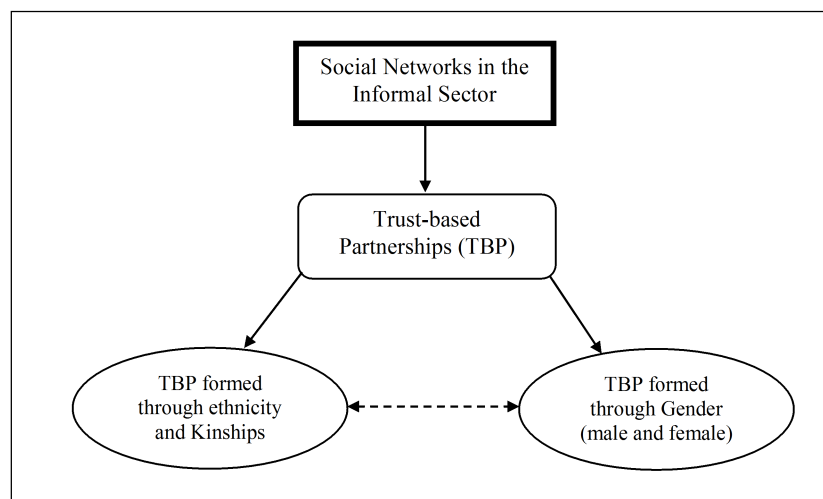 Social Networks in the
Informal Sector
Trust-based
Partnerships (TBP)
TBP formed
through ethnicity
and Kinships
TBP formed
through Gender
(male and female)